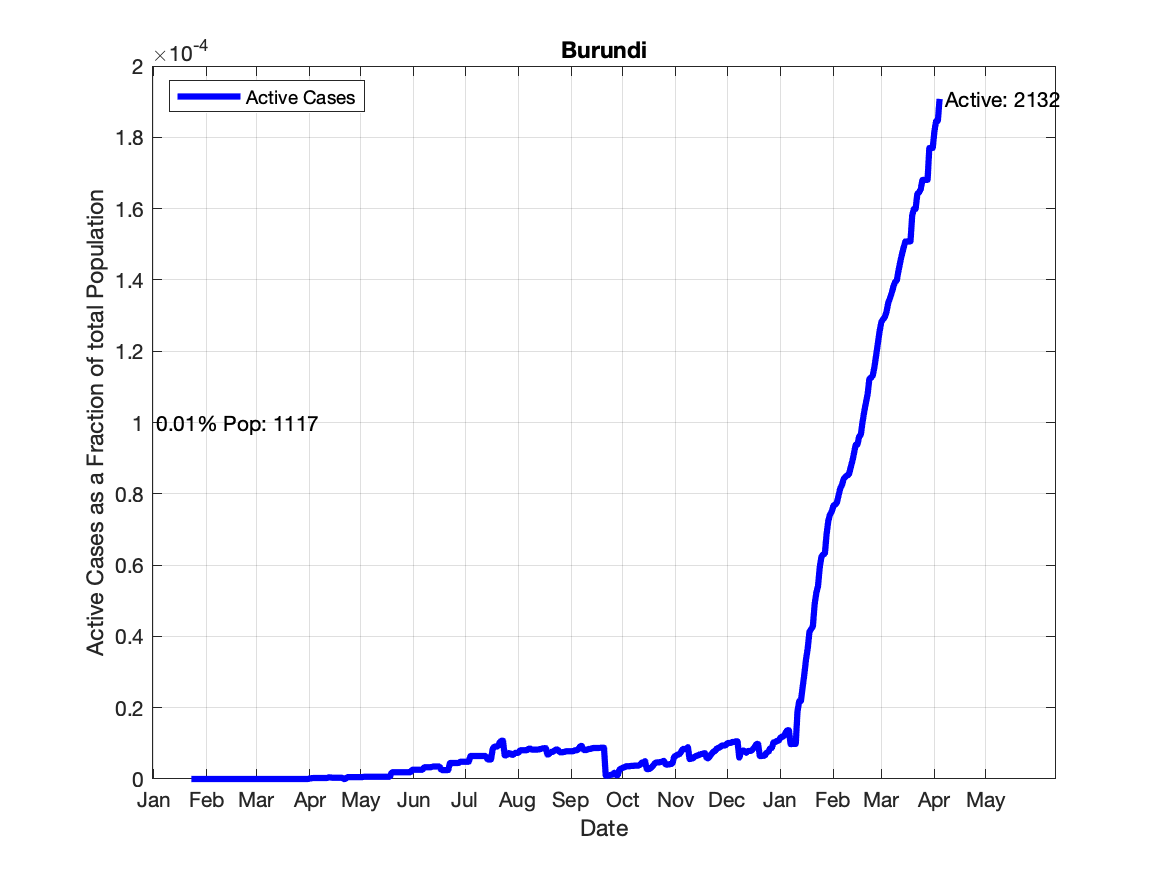 Burundi
×10-4
Active Cases
Active: 2132
0.01% Pop: 1117
Active Cases as a Fraction of total Population
2
1.8
1.6
1.4
1.2
1
0.8
0.6
0.4
0.2
0
Jan Feb Mar Apr May Jun Jul Aug Sep Oct Nov Dec Jan Feb Mar Apr May
Date